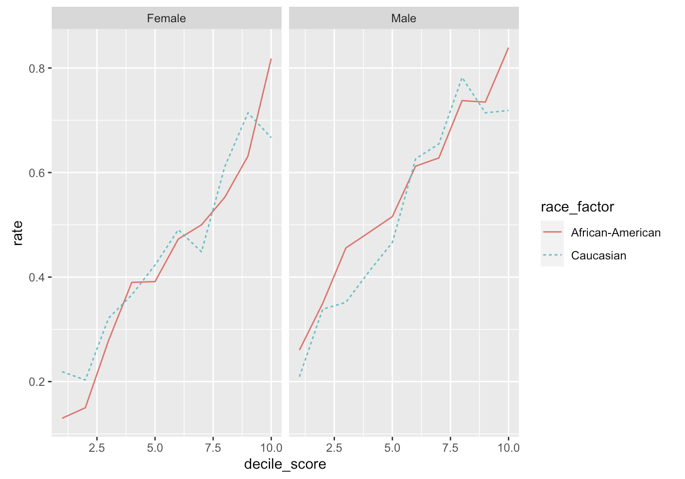 Female
Male
0.8
0.6
0.4
0.2
rate
2.5
5.0
7.5
10.0
2.5
5.0
7.5
10.0
decile_score
race_factor
African-American
Caucasian